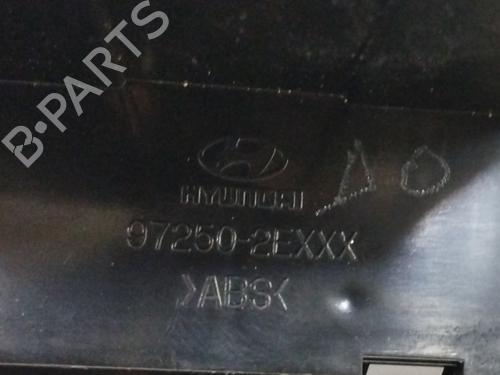 B-PARTS
HYUNDAI
97250-2EXXX
>ABS<